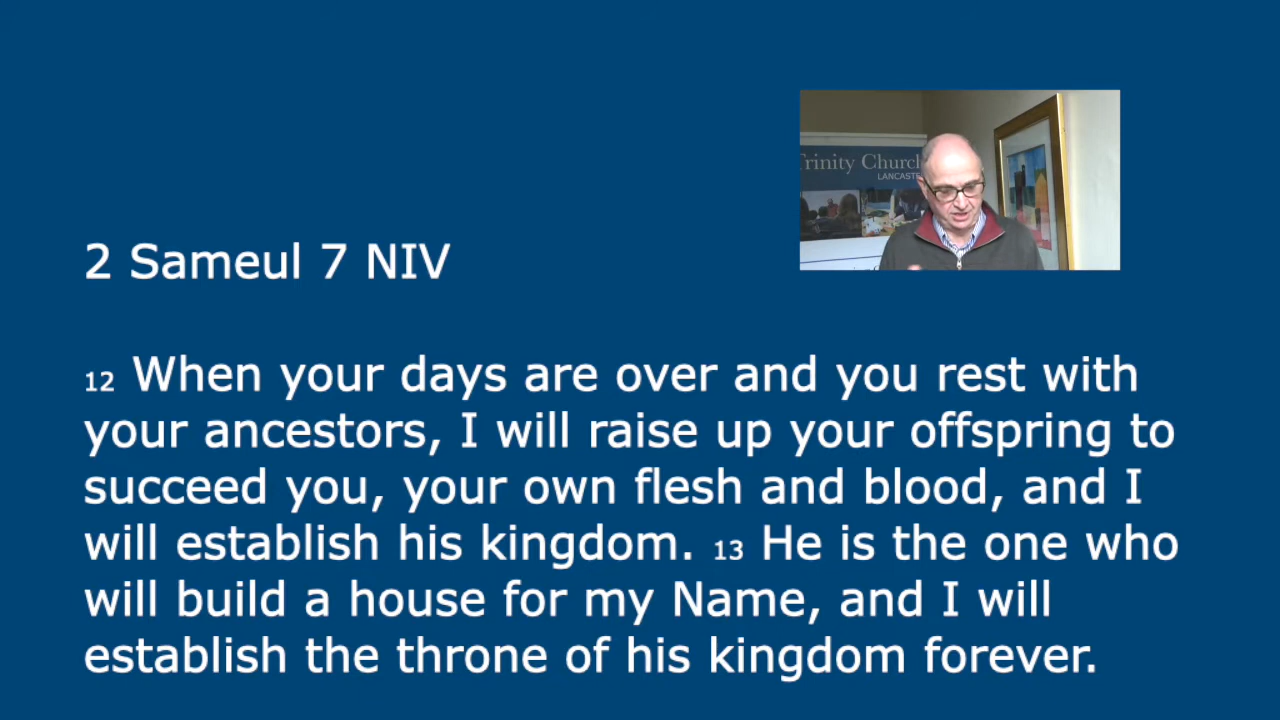 Trinity Church
LANCASTE
2 Sameul 7 NIV
12 When your days are over and you rest with
your ancestors, I will raise up your offspring to
succeed you, your own flesh and blood, and I
will establish his kingdom. 13 He is the one who
will build a house for my Name, and I will
establish the throne of his kingdom forever.